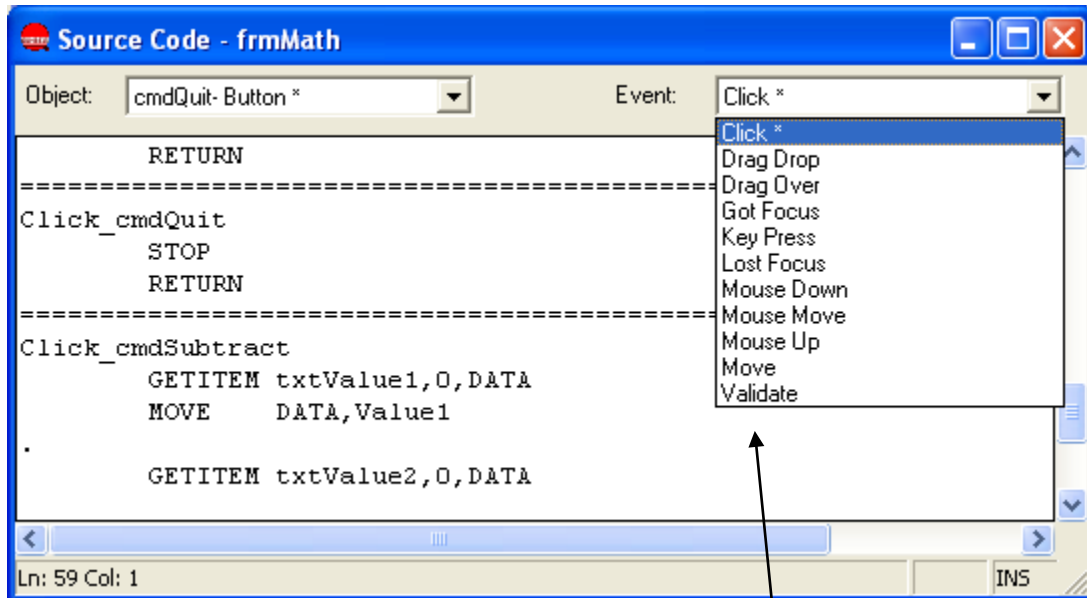 Source Code - frmMath
Object: cmdQuit- Button * Event: Click *
Click *
Drag Drop
Drag Over
Got Focus
Key Press
Lost Focus
Mouse Down
Mouse Move
Mouse Up
Move
Validate
RETURN
================================================
Click_cmdQuit
STOP
RETURN
================================================
Click_cmdSubtract
GETITEM txtValue1,0,DATA
MOVE DATA,Value1
.
GETITEM txtValue2,0,DATA
Ln: 59 Col: 1 INS